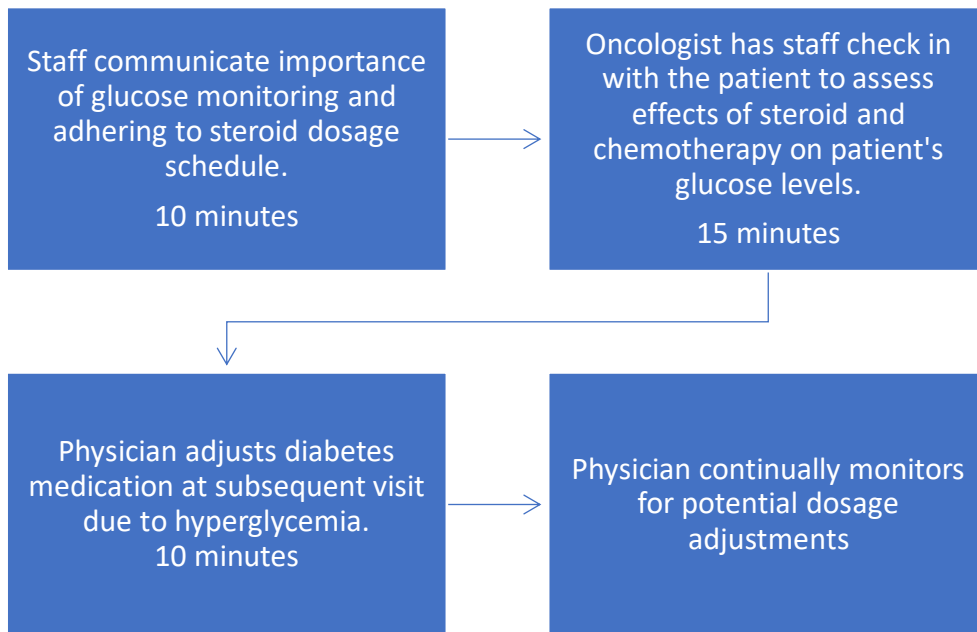 Staff communicate importance
of glucose monitoring and
adhering to steroid dosage
schedule.
10 minutes
Oncologist has staff check in
with the patient to assess
effects of steroid and
chemotherapy on patient's
glucose levels.
15 minutes
Physician adjusts diabetes
medication at subsequent visit
due to hyperglycemia.
10 minutes
Physician continually monitors
for potential dosage
adjustments